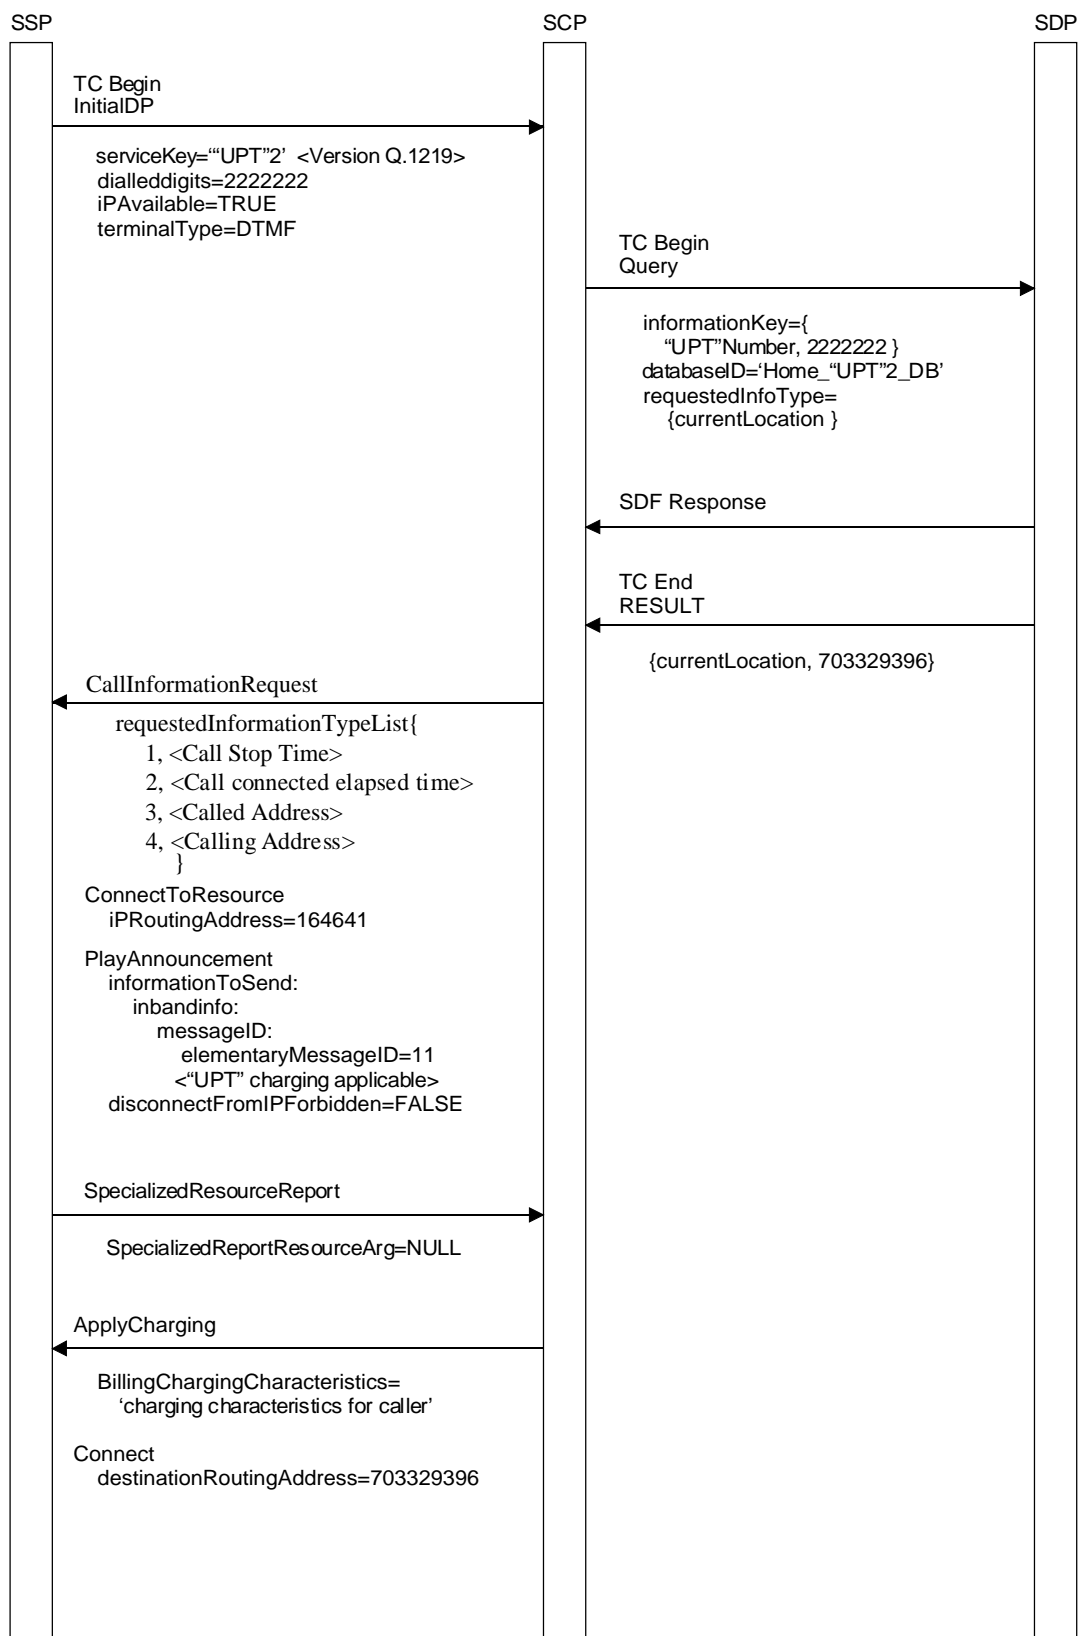 SSP
SCP
SDP
TC Begin
InitialDP
serviceKey=“‘UPT”2’ <Version Q.1219>
dialleddigits=2222222
iPAvailable=TRUE
terminalType=DTMF
TC Begin
Query
informationKey={
“UPT”Number, 2222222 }
databaseID=‘Home_“UPT”2_DB’
requestedInfoType=
{currentLocation }
SDF Response
TC End
RESULT
{currentLocation, 703329396}
CallInformationRequest
requestedInformationTypeList{
1, <Call Stop Time>
2, <Call connected elapsed time>
3, <Called Address>
4, <Calling Address>
}
ConnectToResource
iPRoutingAddress=164641
PlayAnnouncement
informationToSend:
inbandinfo:
messageID:
elementaryMessageID=11
<“UPT” charging applicable>
disconnectFromIPForbidden=FALSE
SpecializedResourceReport
SpecializedReportResourceArg=NULL
ApplyCharging
BillingChargingCharacteristics=
‘charging characteristics for caller’
Connect
destinationRoutingAddress=703329396